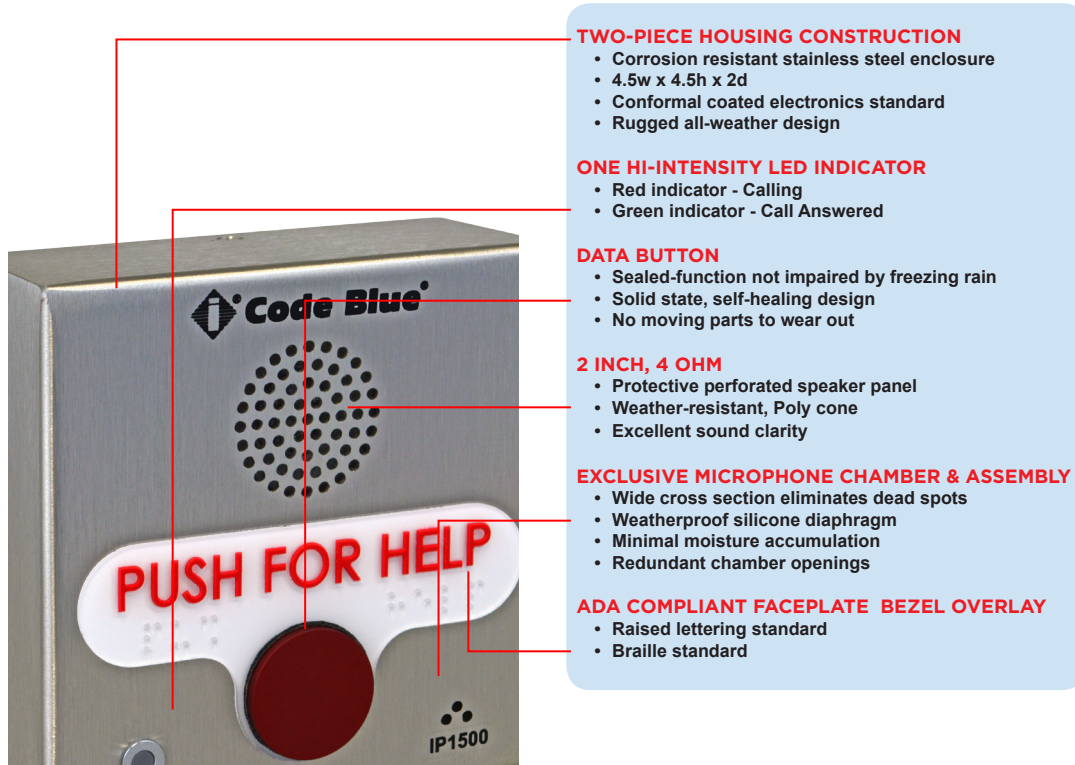 TWO-PIECE HOUSING CONSTRUCTION
• Corrosion resistant stainless steel enclosure
• 4.5w x 4.5h x 2d
• Conformal coated electronics standard
• Rugged all-weather design
ONE HI-INTENSITY LED INDICATOR
• Red indicator - Calling
• Green indicator - Call Answered
DATA BUTTON
• Sealed-function not impaired by freezing rain
• Solid state, self-healing design
• No moving parts to wear out
2 INCH, 4 OHM
• Protective perforated speaker panel
• Weather-resistant, Poly cone
• Excellent sound clarity
EXCLUSIVE MICROPHONE CHAMBER & ASSEMBLY
• Wide cross section eliminates dead spots
• Weatherproof silicone diaphragm
• Minimal moisture accumulation
• Redundant chamber openings
ADA COMPLIANT FACEPLATE BEZEL OVERLAY
• Raised lettering standard
• Braille standard
i Code Blue
PUSH FOR HELP
IP1500